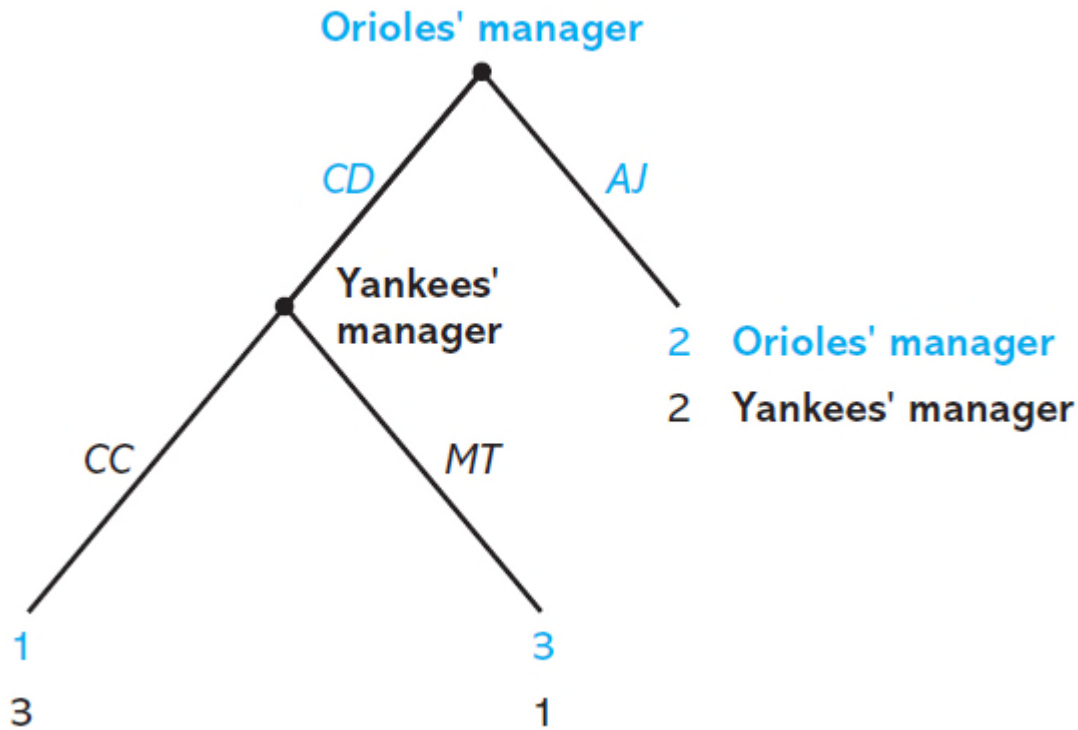 Orioles' manager
CD
AJ
Yankees'
manager
2 Orioles' manager
2 Yankees' manager
CC
MT
1
3
3
1